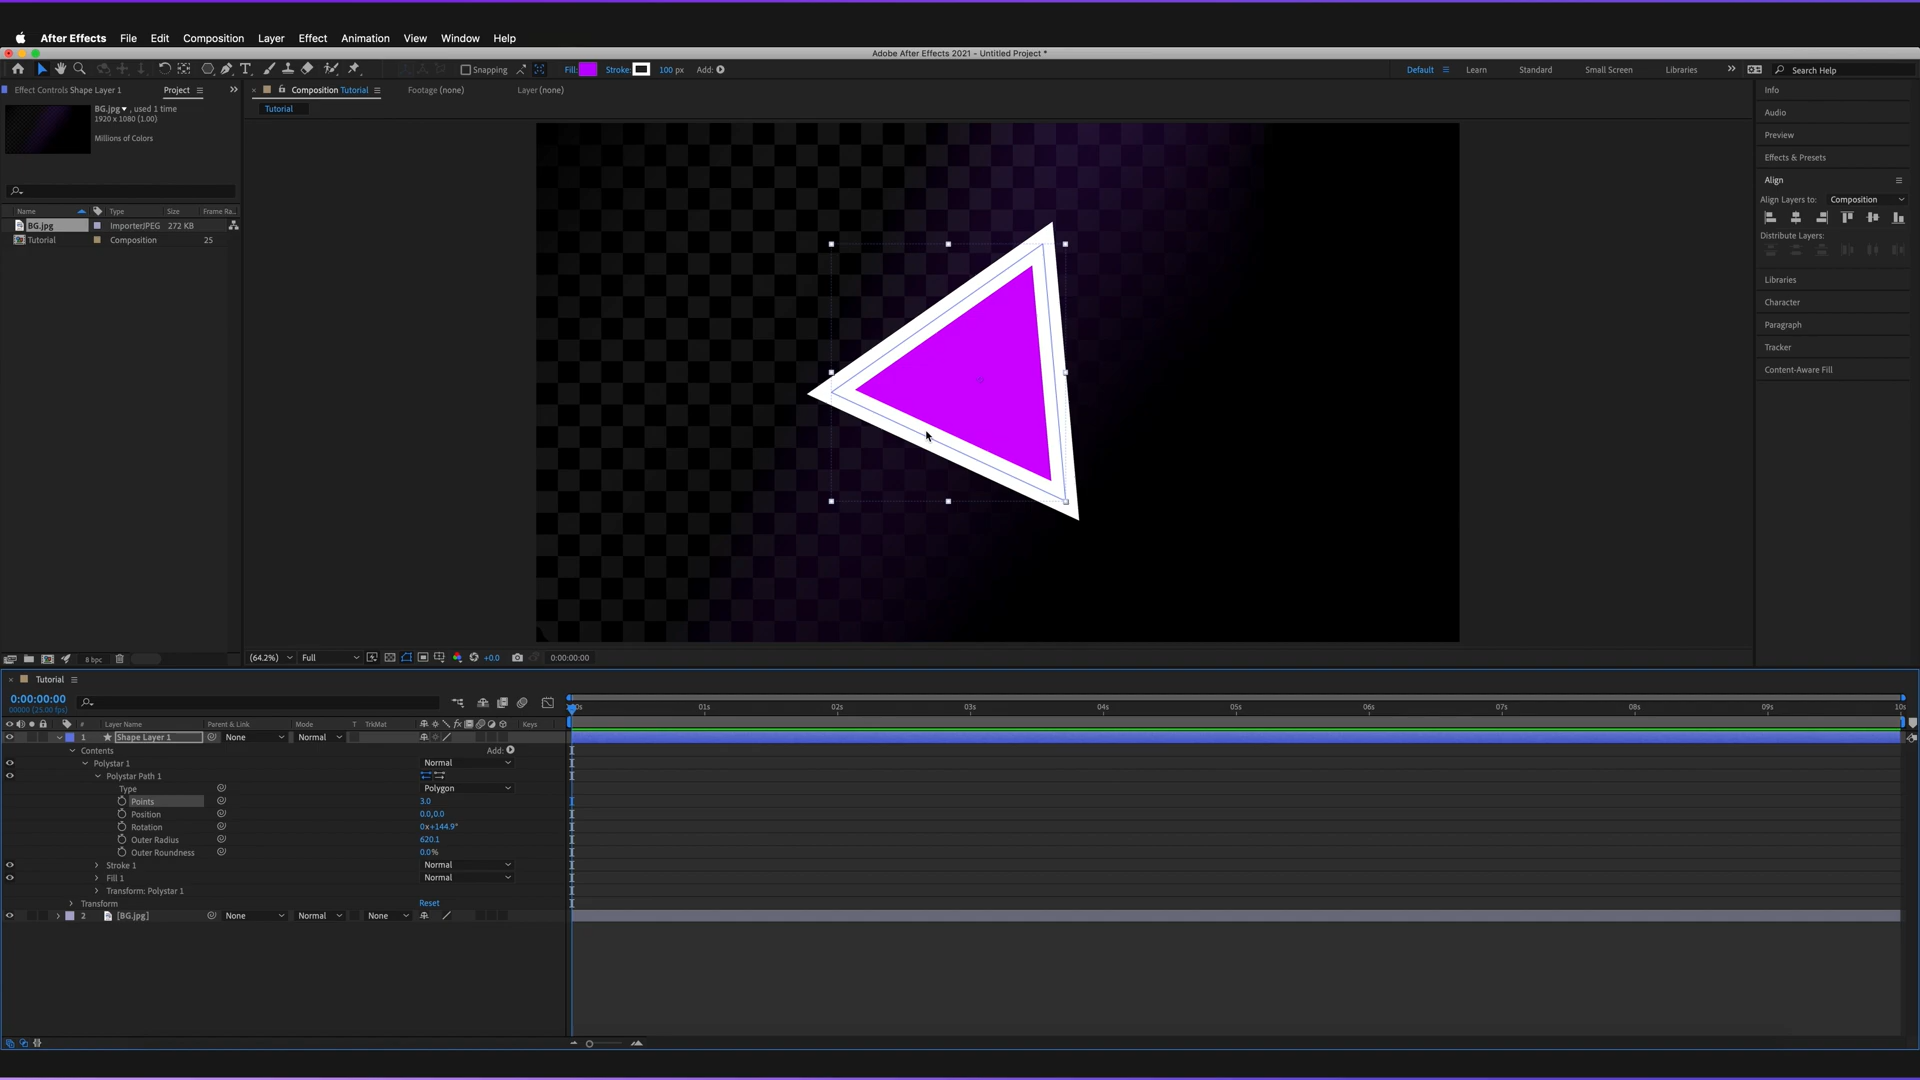 After Effects File Edit Composition Layer Effect Animation View Window Help
Adobe After Effects 2021 - Untitled Project *
Snapping Fill: Stroke: 100 px Add: Default Learn Standard Small Screen Libraries Search Help
Effect Controls Shape Layer 1 Project
Composition Tutorial Footage (none) Layer (none)
Tutorial
BG.jpg , used 1 time
1920 x 1080 (1.00)
Millions of Colors
Name Type Size Frame Ra...
BG.jpg ImporterJPEG 272 KB
Tutorial Composition 25
8 bpc
(64.2%) Full +0.0 0:00:00:00
Info
Audio
Preview
Effects & Presets
Align
Align Layers to: Composition
Distribute Layers:
Libraries
Character
Paragraph
Tracker
Content-Aware Fill
Tutorial
0:00:00:00
00000 (25.00 fps)
01s 02s 03s 04s 05s 06s 07s 08s 09s 10s
# Layer Name Parent & Link Mode T TrkMat Keys
1 Shape Layer 1 None Normal
Contents Add:
Polystar 1 Normal
Polystar Path 1
Type Polygon
Points 3.0
Position 0.0,0.0
Rotation 0x+144.9°
Outer Radius 620.1
Outer Roundness 0.0%
Stroke 1 Normal
Fill 1 Normal
Transform: Polystar 1
Transform Reset
2 [BG.jpg] None Normal None